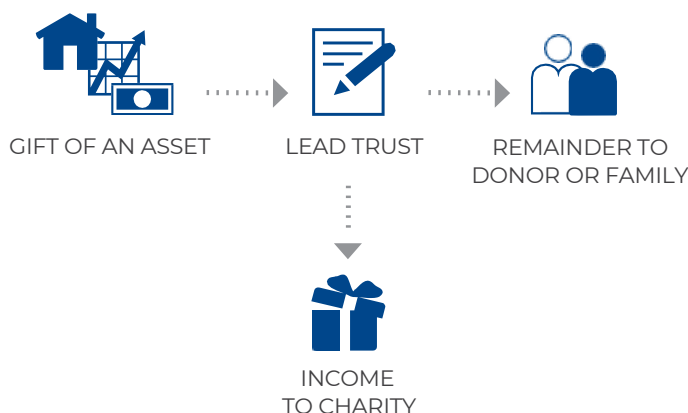 GIFT OF AN ASSET
LEAD TRUST
REMAINDER TO
DONOR OR FAMILY
INCOME
TO CHARITY